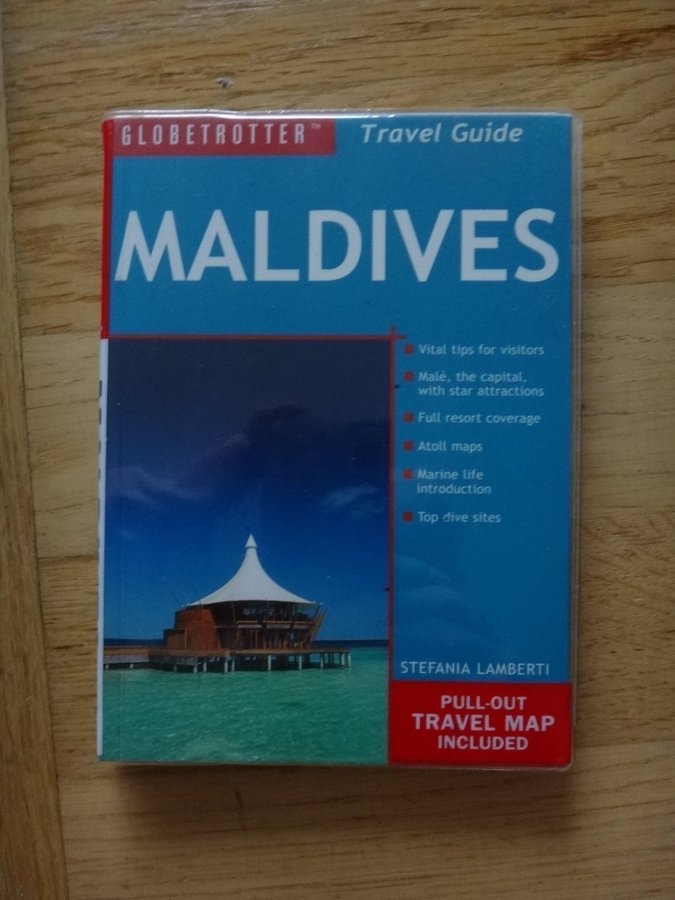 GLOBETROTTER™ Travel Guide
MALDIVES
Vital tips for visitors
Malé, the capital,
with star attractions
Full resort coverage
Atoll maps
Marine life
introduction
Top dive sites
STEFANIA LAMBERTI
PULL-OUT
TRAVEL MAP
INCLUDED